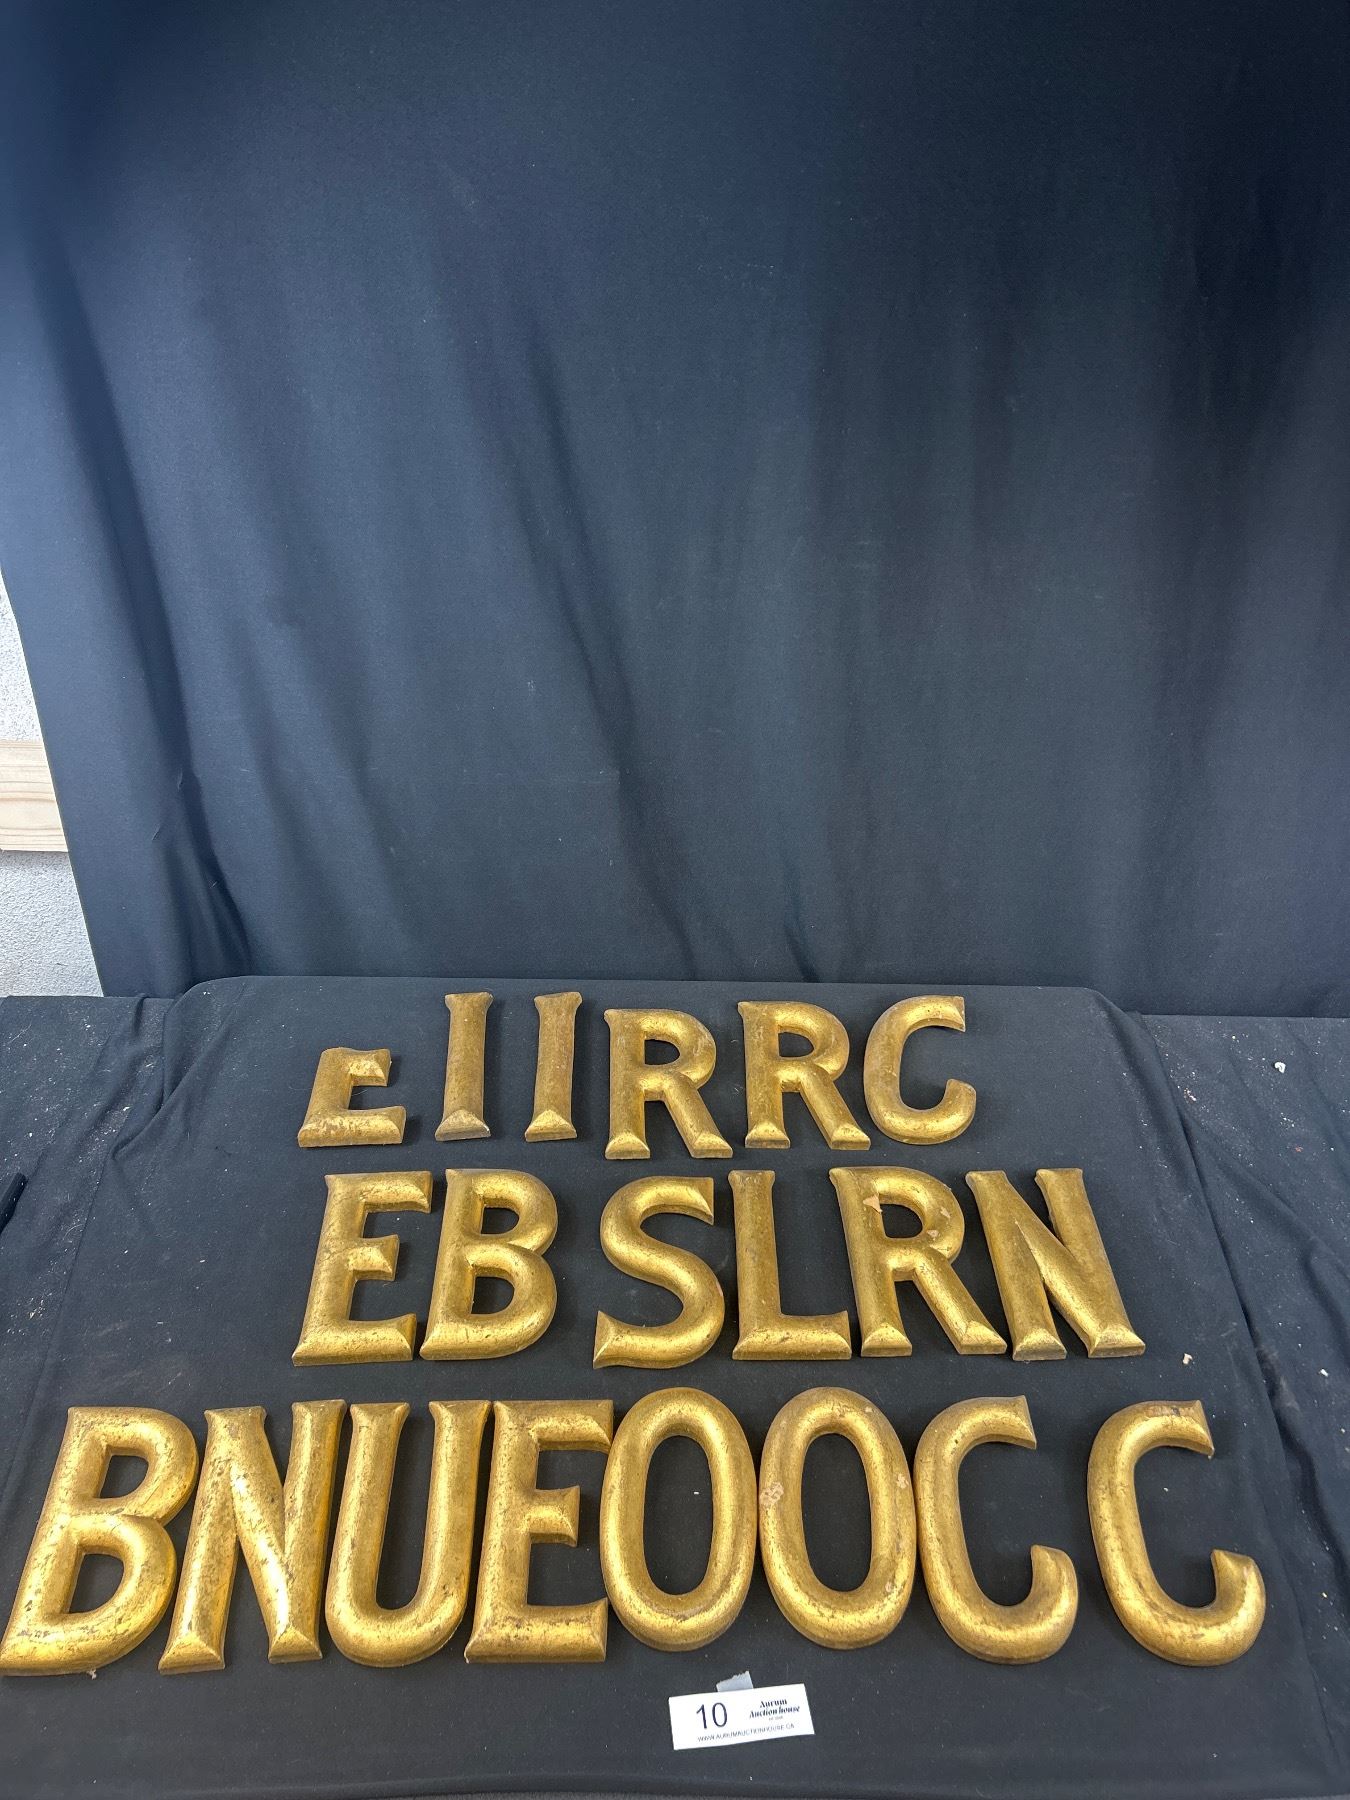 EIIRRC
EBSLRN
BNUEOOCC
10 Aurum
Auction house
WWW.AURUMAUCTIONHOUSE.CA